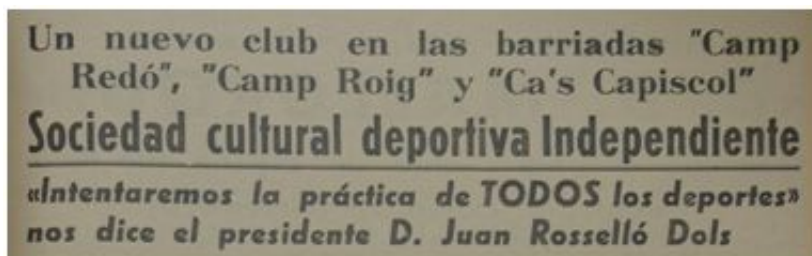 Un nuevo club en las barriadas "Camp
Redó", "Camp Roig" y "Ca's Capiscol"
Sociedad cultural deportiva Independiente
«Intentaremos la práctica de TODOS los deportes»
nos dice el presidente D. Juan Rosselló Dols